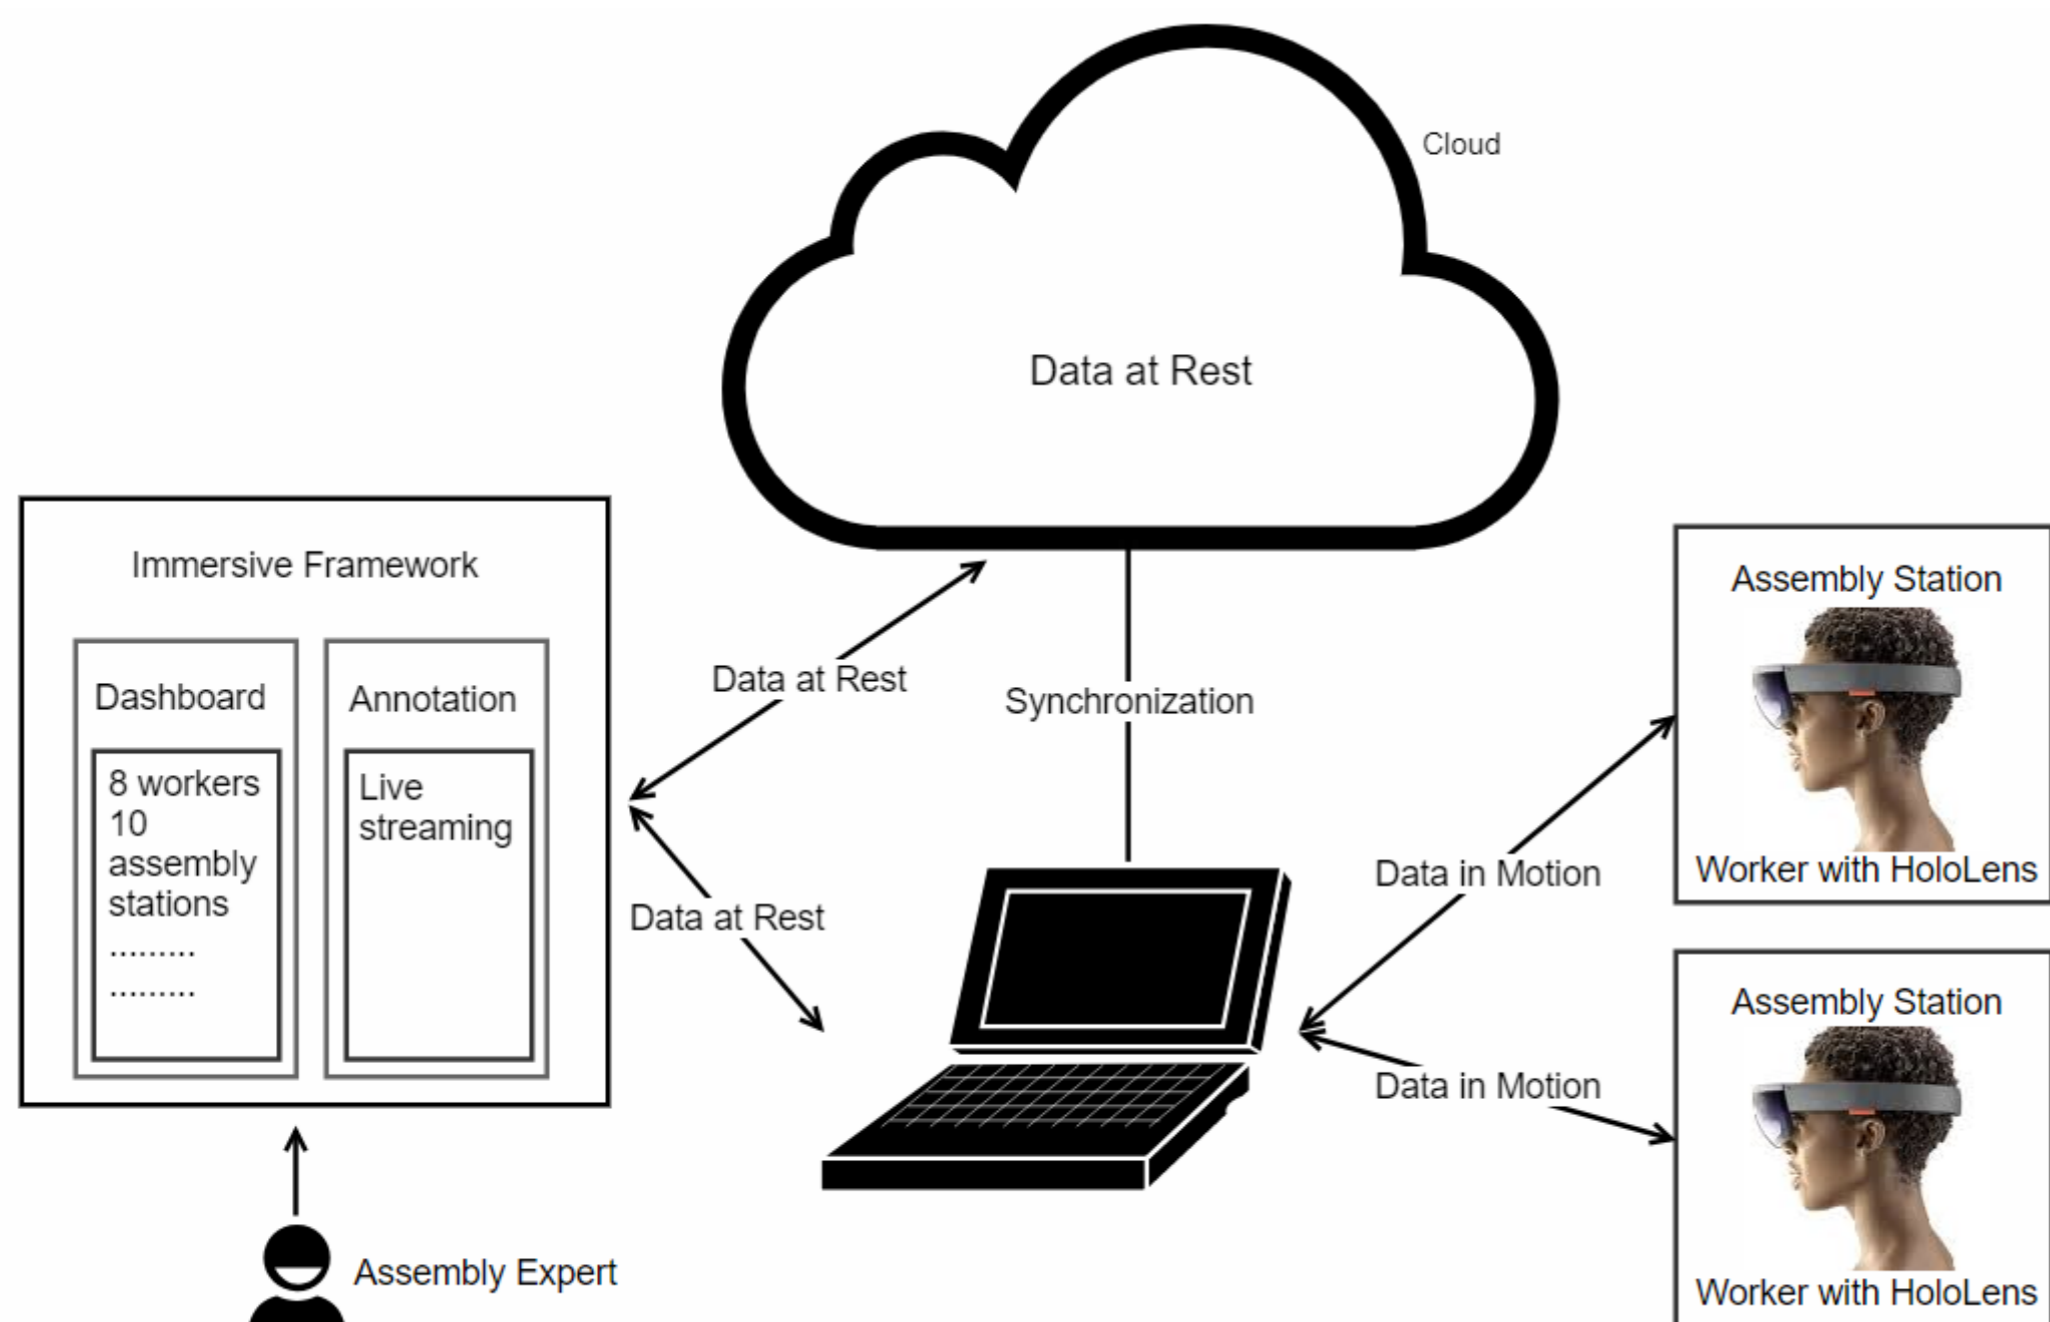 Cloud
Data at Rest
Immersive Framework
Dashboard
8 workers
10
assembly
stations
.........
.........
Annotation
Live
streaming
Assembly Expert
Data at Rest
Data at Rest
Synchronization
Data in Motion
Data in Motion
Assembly Station
Worker with HoloLens
Assembly Station
Worker with HoloLens